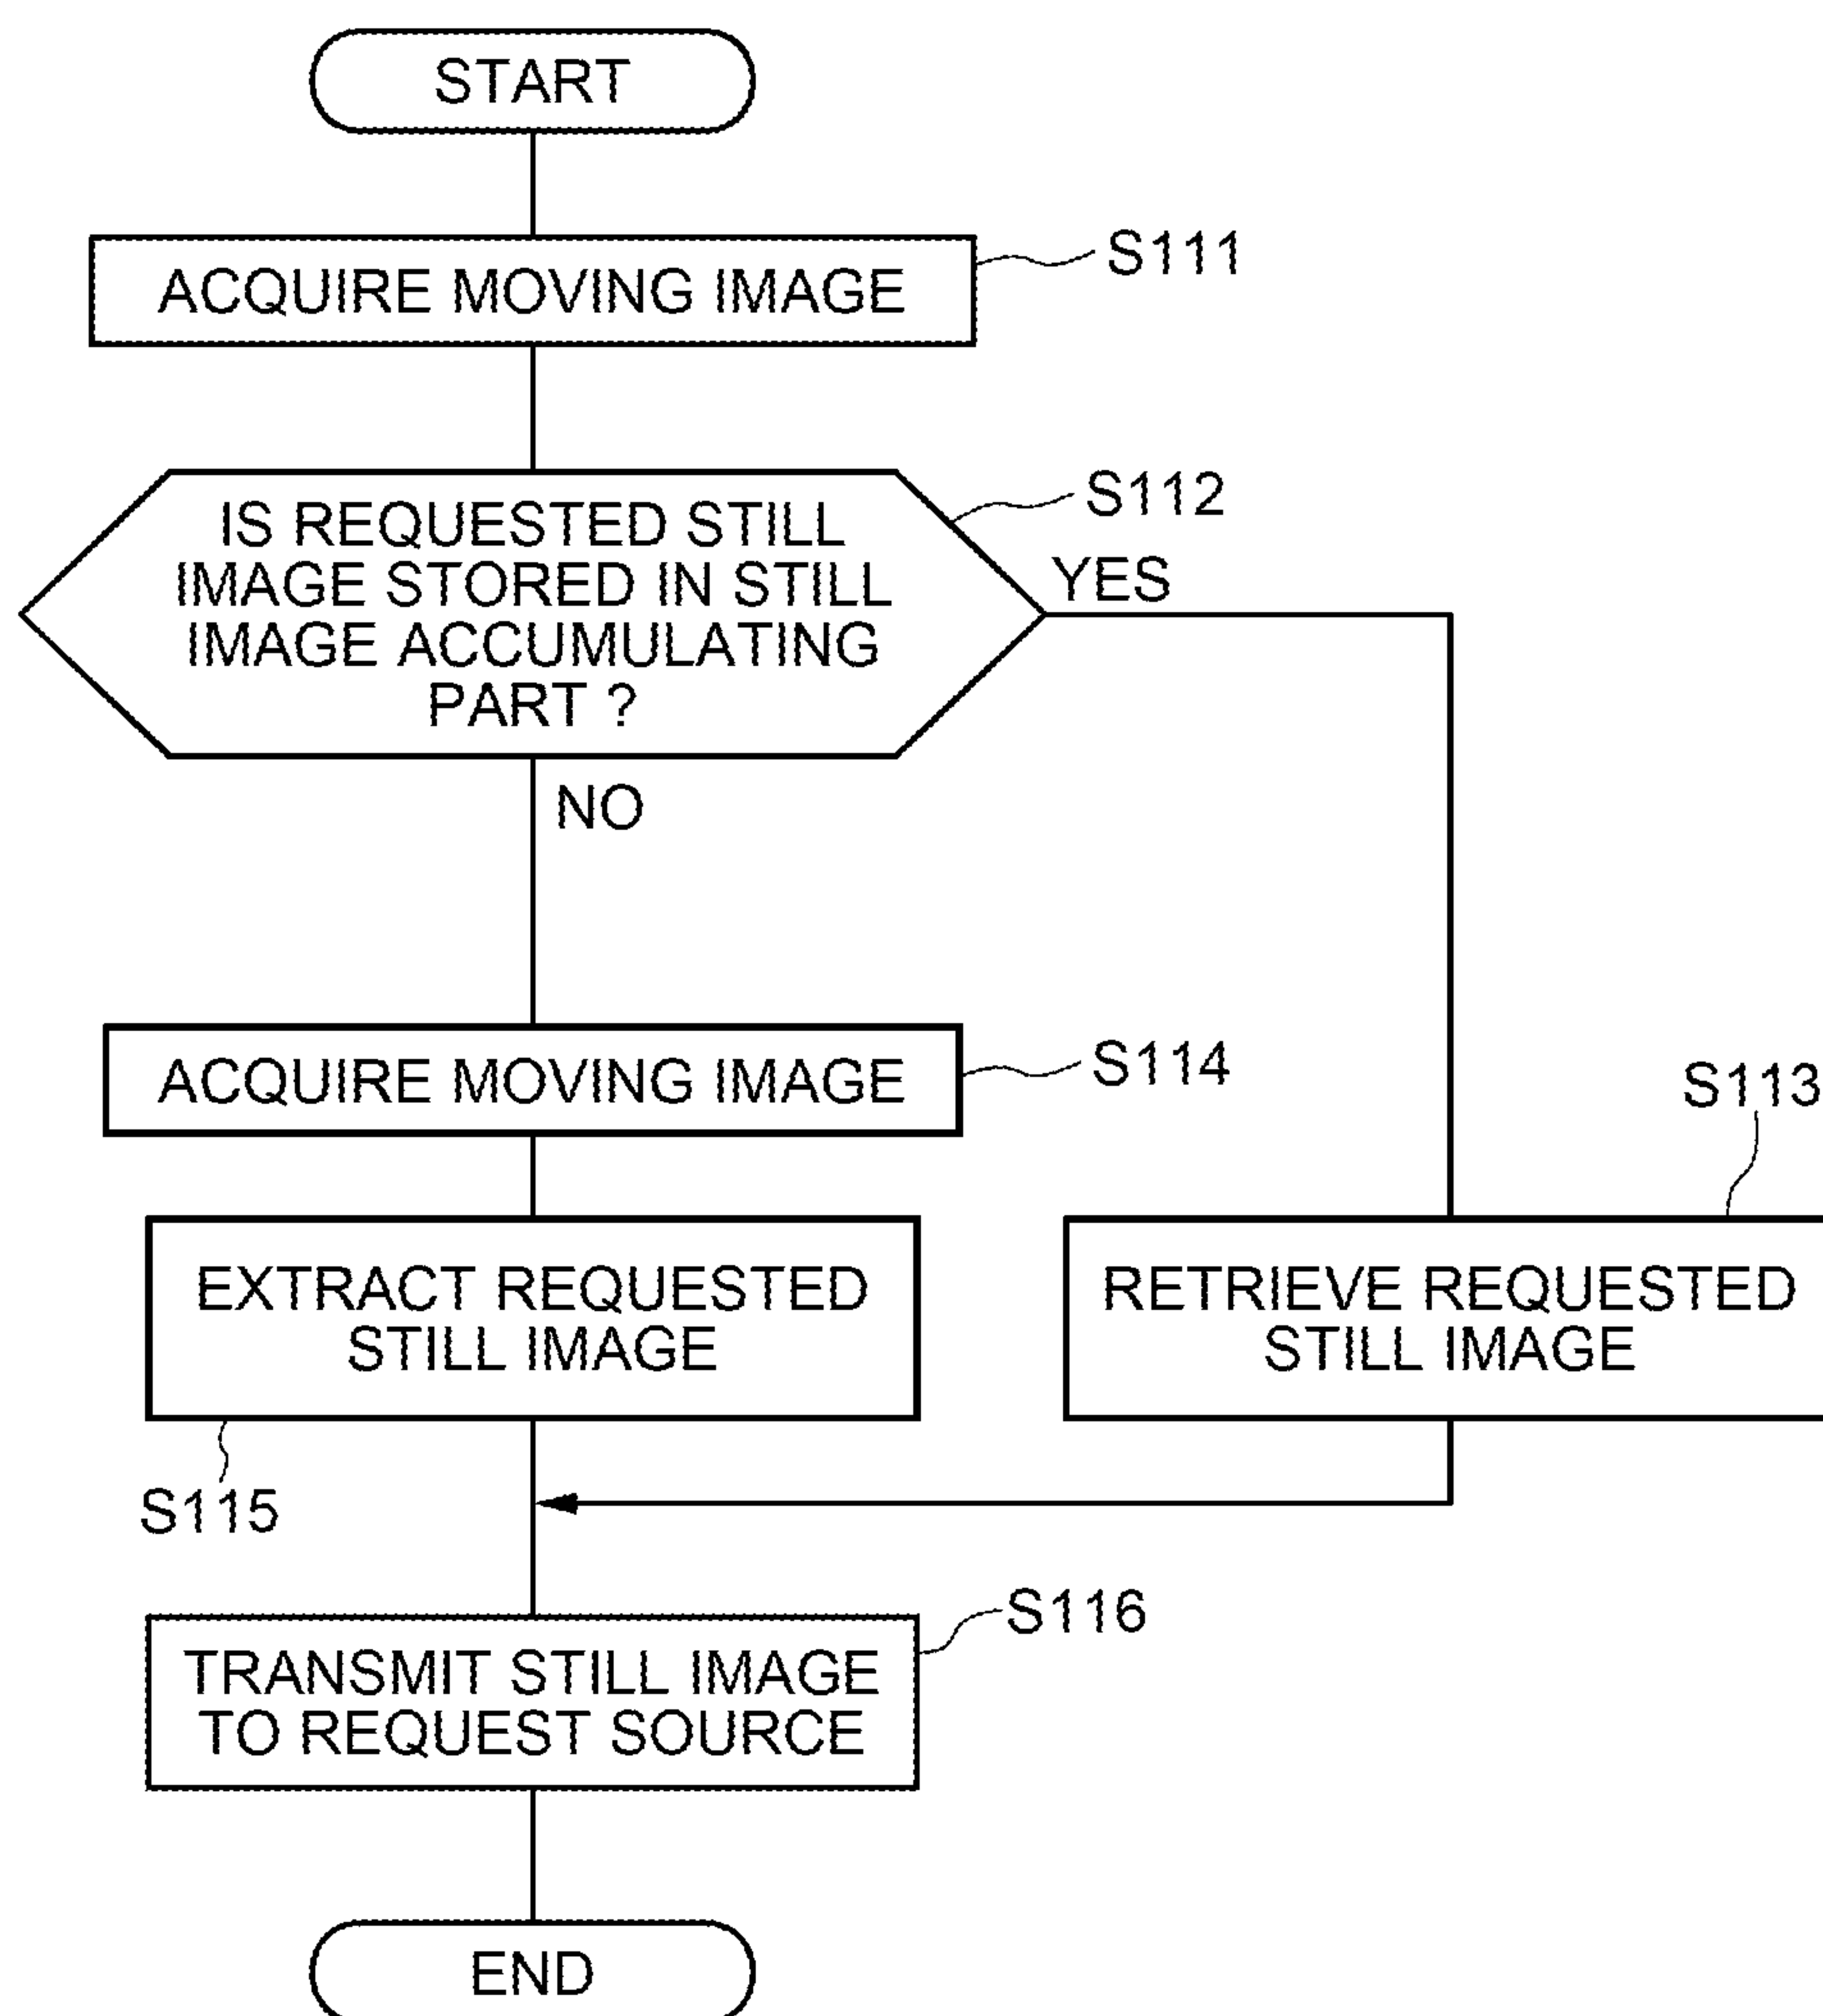 START
ACQUIRE MOVING IMAGE
S111
IS REQUESTED STILL
IMAGE STORED IN STILL
IMAGE ACCUMULATING
PART ?
S112
YES
NO
ACQUIRE MOVING IMAGE
S114
S113
EXTRACT REQUESTED
STILL IMAGE
RETRIEVE REQUESTED
STILL IMAGE
S115
S116
TRANSMIT STILL IMAGE
TO REQUEST SOURCE
END